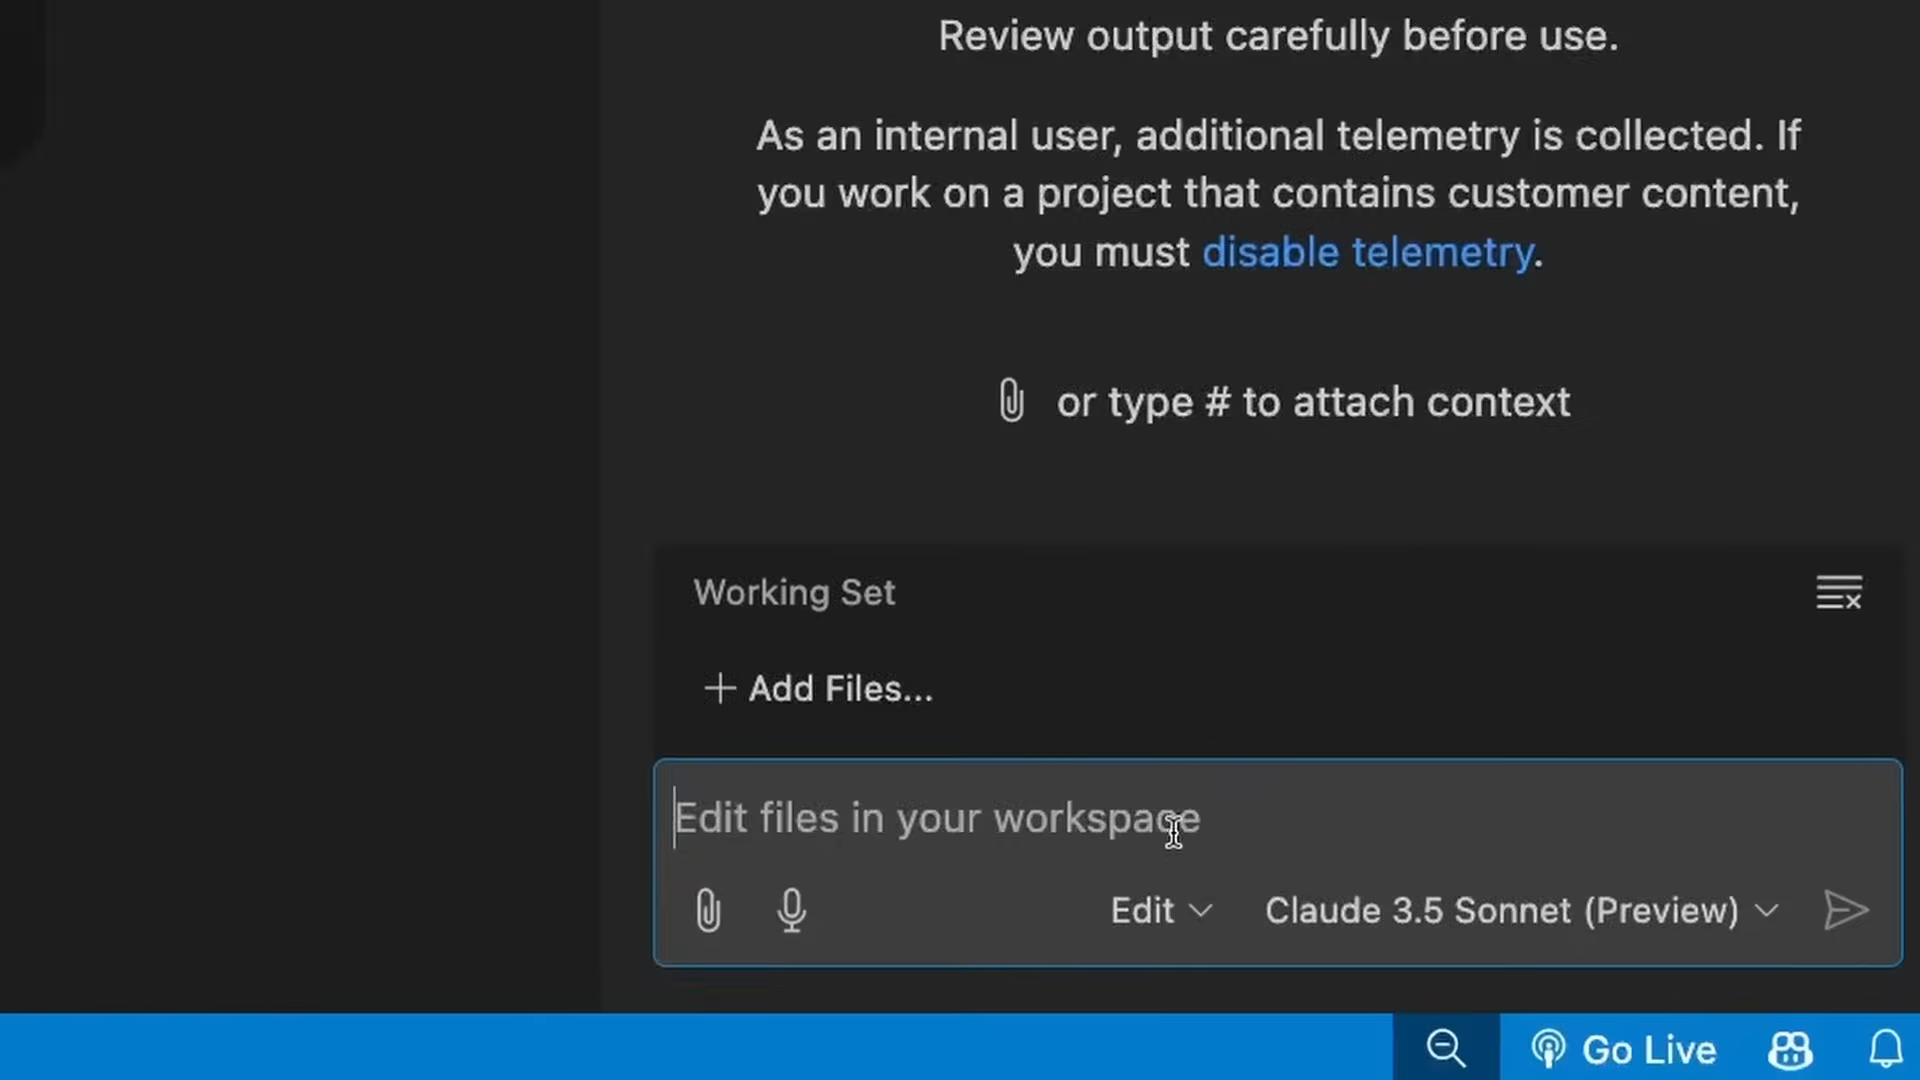 Review output carefully before use.
As an internal user, additional telemetry is collected. If
you work on a project that contains customer content,
you must disable telemetry.
or type # to attach context
Working Set
Add Files...
Edit files in your workspace
Edit
Claude 3.5 Sonnet (Preview)
Go Live